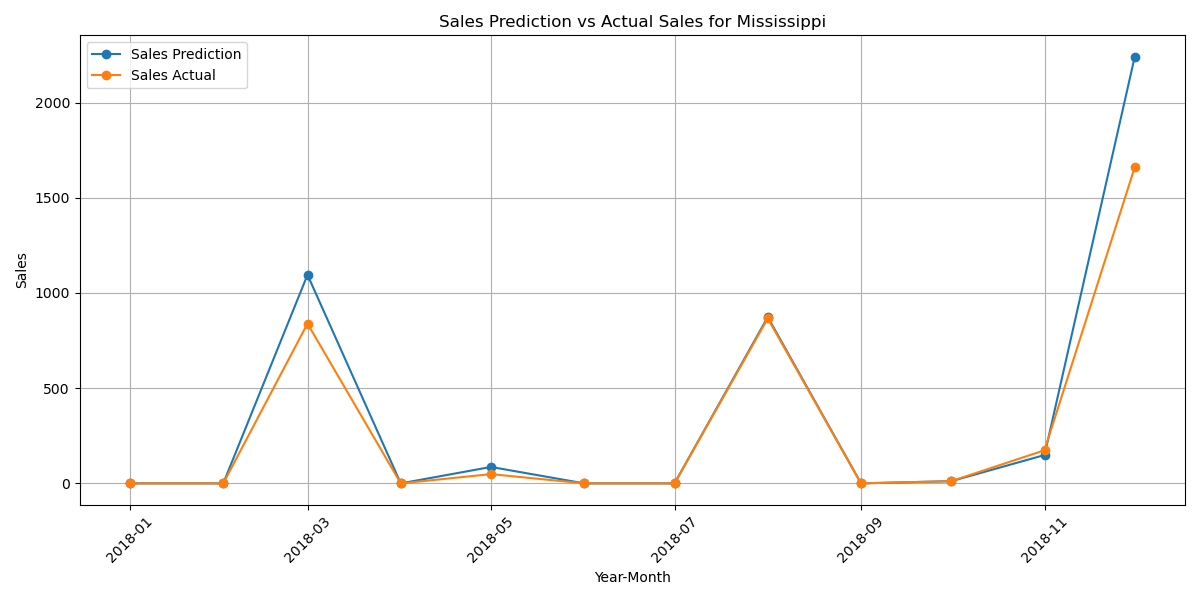 Sales Prediction vs Actual Sales for Mississippi
Sales Prediction
Sales Actual
2000
1500
1000
500
0
Sales
2018-01
2018-03
2018-05
2018-07
2018-09
2018-11
Year-Month